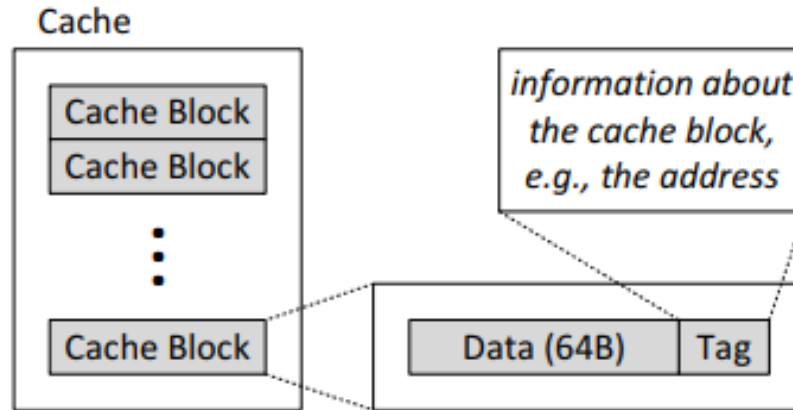 Cache
Cache Block
Cache Block
Cache Block
information about
the cache block,
e.g., the address
Data (64B)
Tag